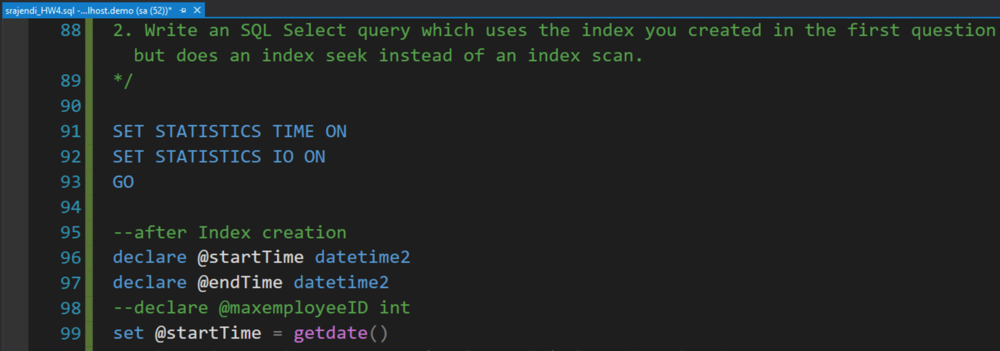 srajendi_HW4.sql -...lhost.demo (sa (52))*
88 2. Write an SQL Select query which uses the index you created in the first question
but does an index seek instead of an index scan.
89 */
90
91 SET STATISTICS TIME ON
92 SET STATISTICS IO ON
93 GO
94
95 --after Index creation
96 declare @startTime datetime2
97 declare @endTime datetime2
98 --declare @maxemployeeID int
99 set @startTime = getdate()